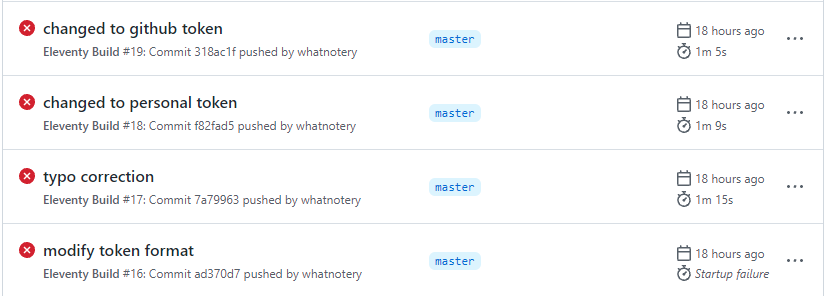 changed to github token
Eleventy Build #19: Commit 318ac1f pushed by whatnotery
master
18 hours ago
1m 5s
changed to personal token
Eleventy Build #18: Commit f82fad5 pushed by whatnotery
master
18 hours ago
1m 9s
typo correction
Eleventy Build #17: Commit 7a79963 pushed by whatnotery
master
18 hours ago
1m 15s
modify token format
Eleventy Build #16: Commit ad370d7 pushed by whatnotery
master
18 hours ago
Startup failure